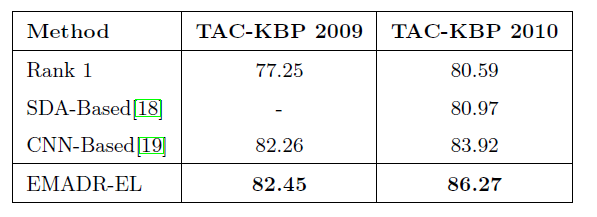 Method TAC-KBP 2009 TAC-KBP 2010
Rank 1 77.25 80.59
SDA-Based[18] - 80.97
CNN-Based[19] 82.26 83.92
EMADR-EL 82.45 86.27